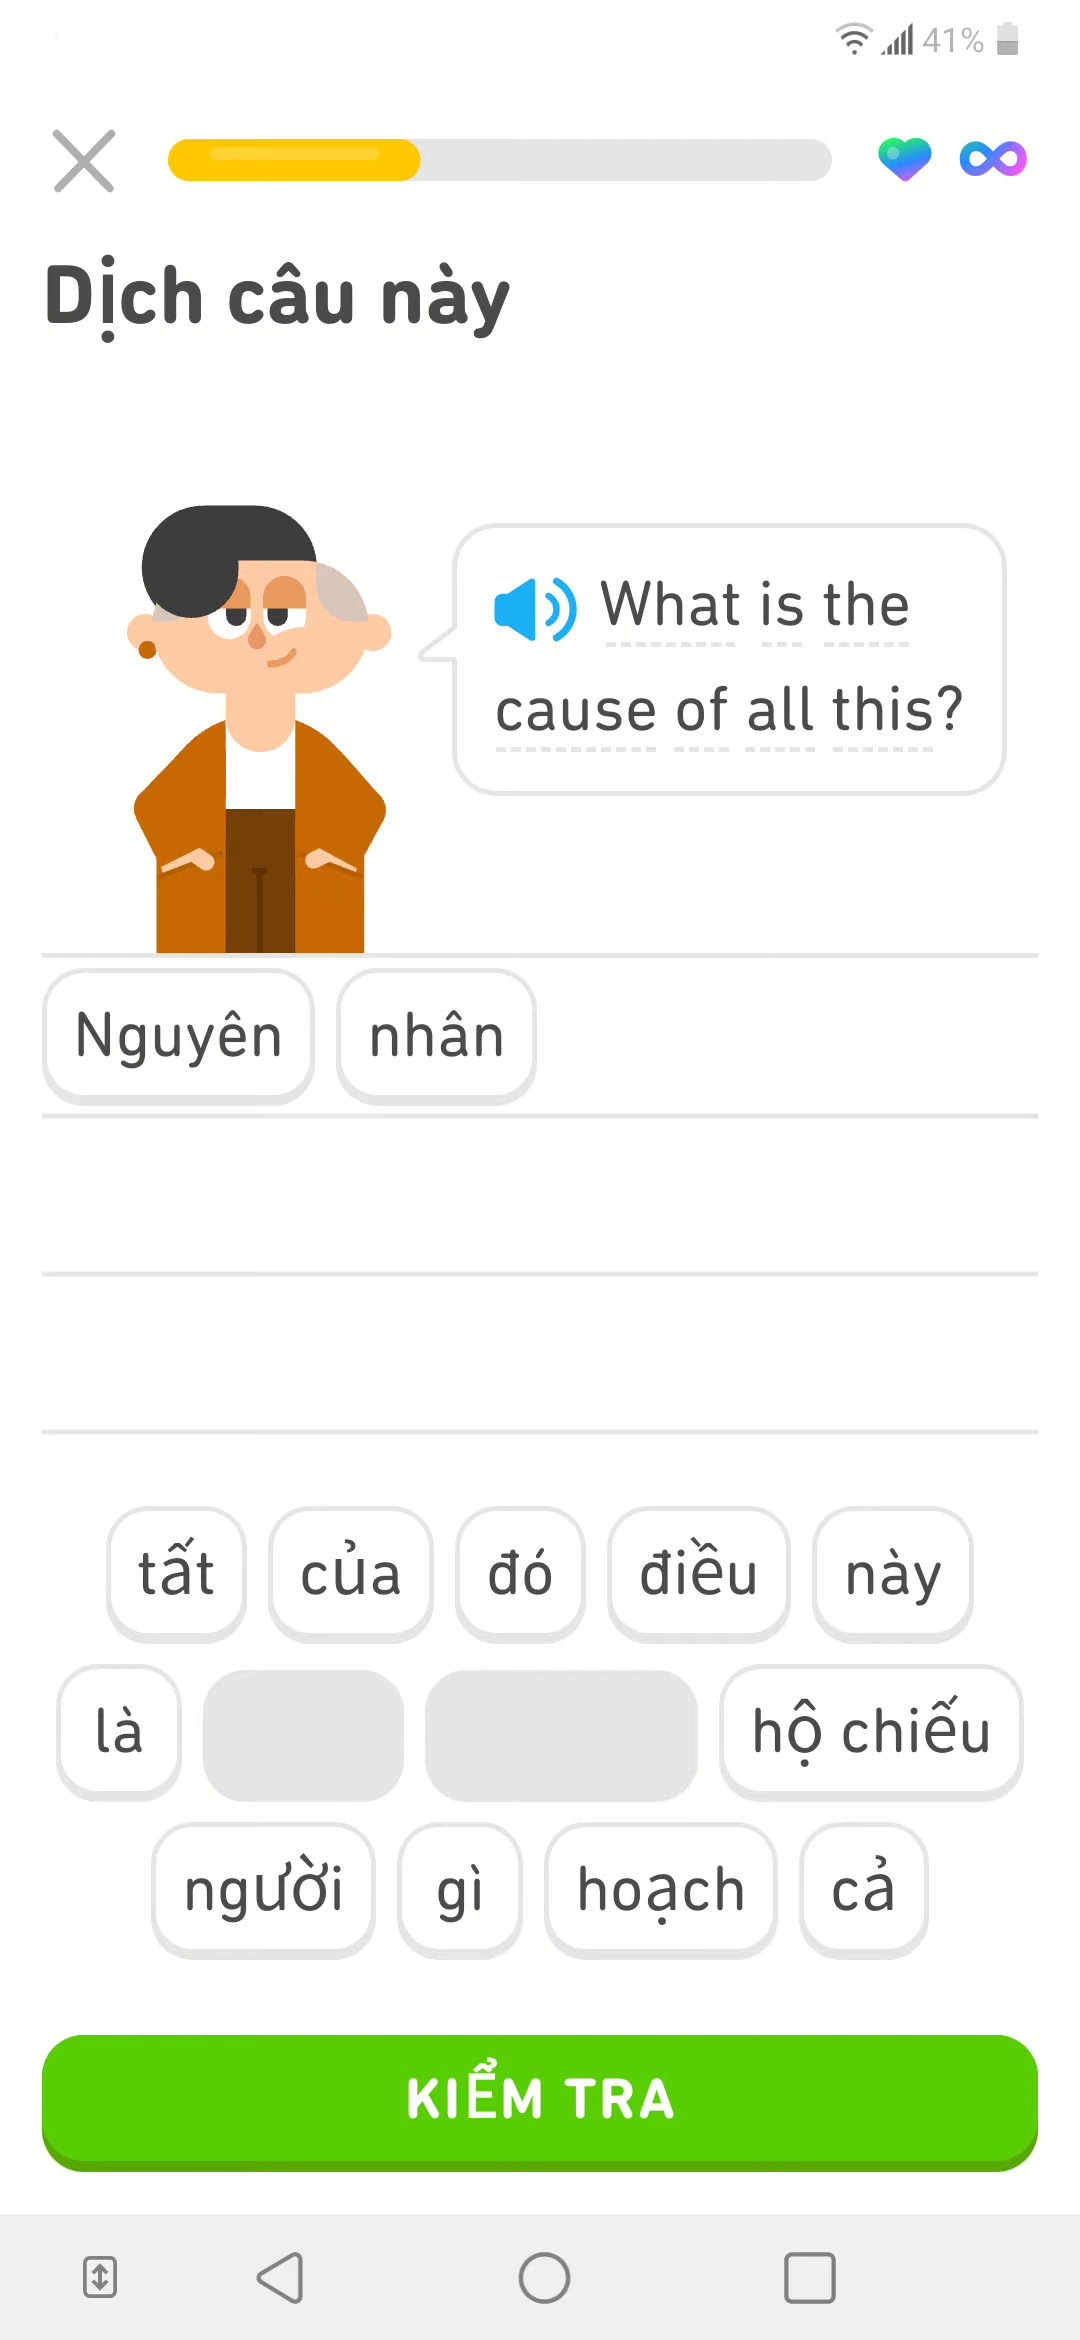 41%
Dịch câu này
What is the
cause of all this?
Nguyên nhân
tất của đó điều này
là hộ chiếu
người gì hoạch cả
KIỂM TRA